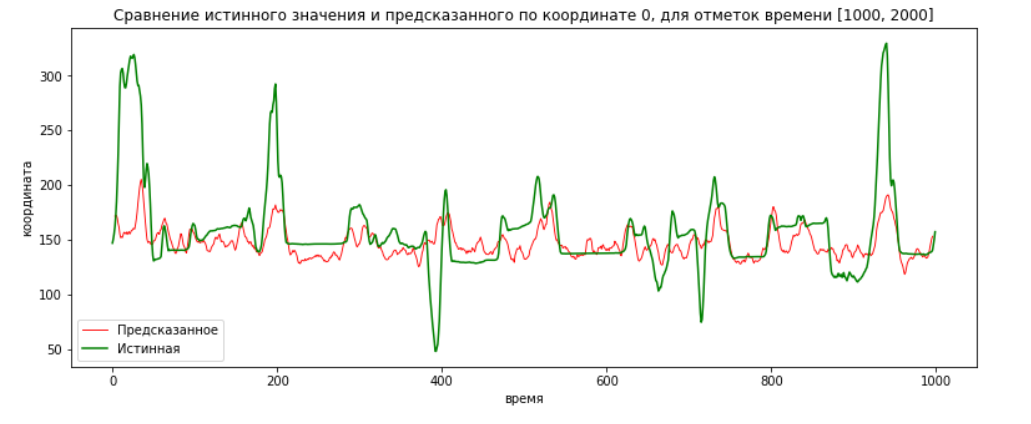 Сравнение истинного значения и предсказанного по координате 0, для отметок времени [1000, 2000]
300
250
200
150
100
50
координата
Предсказанное
Истинная
0 200 400 600 800 1000
время